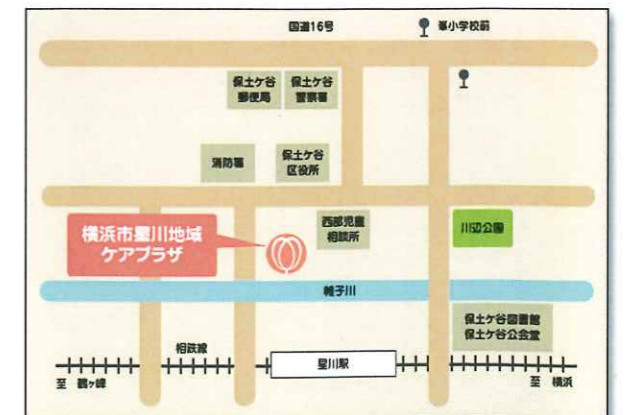 国道16号
峯小学校前
保土ケ谷
郵便局
保土ケ谷
警察署
消防署
保土ケ谷
区役所
横浜市星川地域
ケアプラザ
西部児童
相談所
川辺公園
帷子川
保土ケ谷図書館
保土ケ谷公会堂
相鉄線
星川駅
至 鶴ヶ峰
至 横浜